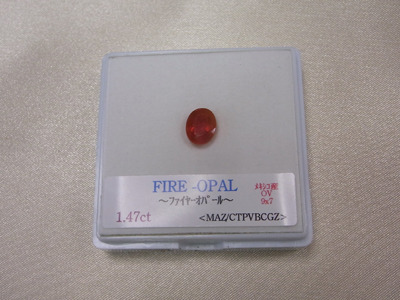 FIRE -OPAL
～ファイヤーオパール～
ﾒｷｼｺ産
OV
9x7
1.47ct
<MAZ/CTPVBCGZ>